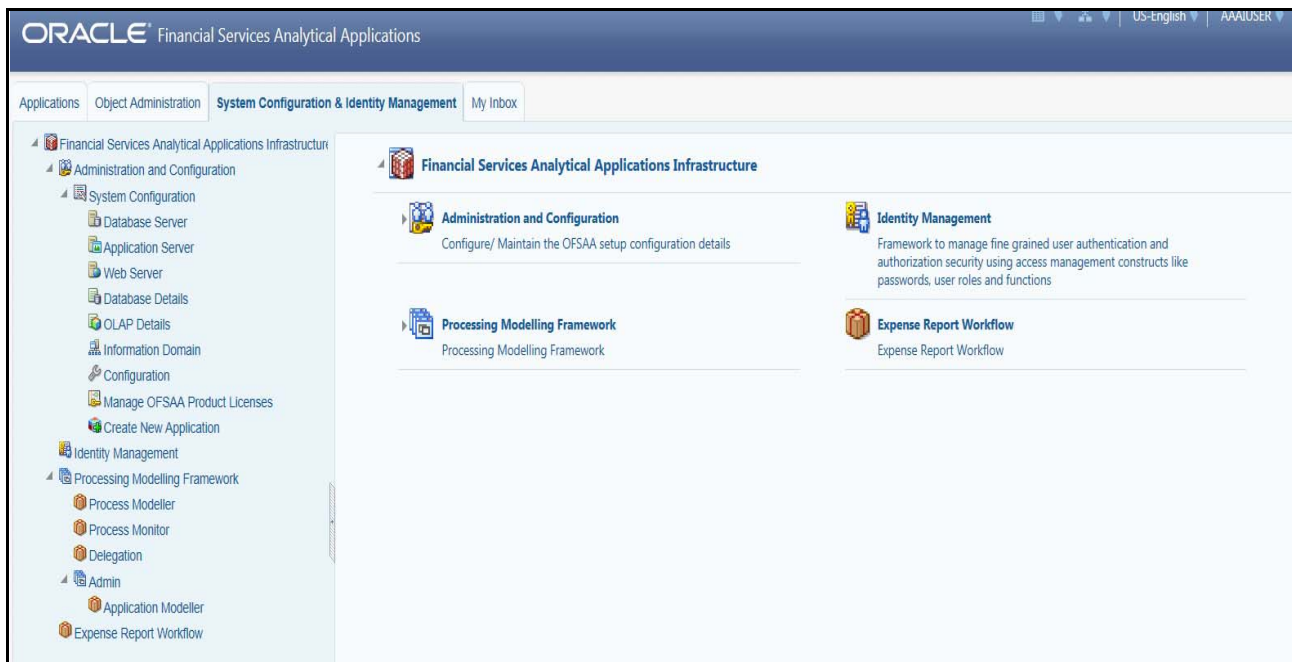 US-English AAAIUSER
ORACLE® Financial Services Analytical Applications
Applications Object Administration System Configuration & Identity Management My Inbox
Financial Services Analytical Applications Infrastructure
Administration and Configuration
System Configuration
Database Server
Application Server
Web Server
Database Details
OLAP Details
Information Domain
Configuration
Manage OFSAA Product Licenses
Create New Application
Identity Management
Processing Modelling Framework
Process Modeller
Process Monitor
Delegation
Admin
Application Modeller
Expense Report Workflow
Financial Services Analytical Applications Infrastructure
Administration and Configuration
Configure/ Maintain the OFSAA setup configuration details
Identity Management
Framework to manage fine grained user authentication and
authorization security using access management constructs like
passwords, user roles and functions
Processing Modelling Framework
Processing Modelling Framework
Expense Report Workflow
Expense Report Workflow